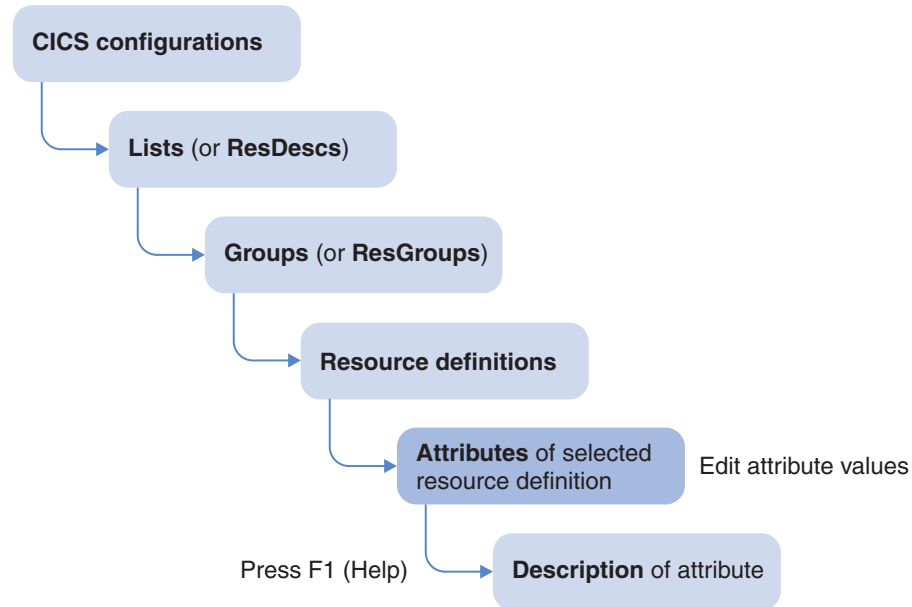 CICS configurations
Lists (or ResDescs)
Groups (or ResGroups)
Resource definitions
Attributes of selected
resource definition
Edit attribute values
Press F1 (Help)
Description of attribute